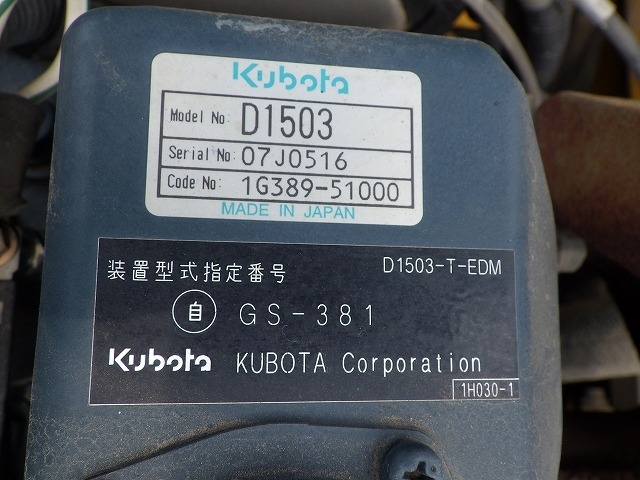 Kubota
Model No: D1503
Serial No: 07J0516
Code No: 1G389-51000
MADE IN JAPAN
装置型式指定番号 D1503-T-EDM
自 GS-381
Kubota KUBOTA Corporation
1H030-1